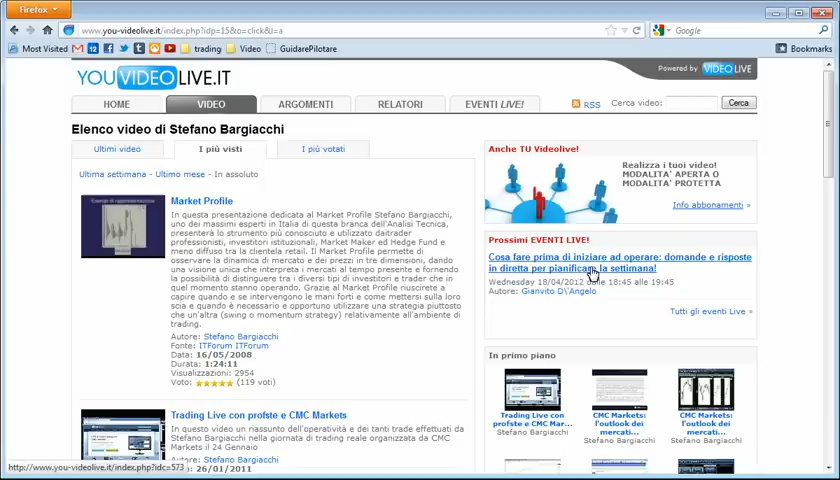 Firefox
www.you-videolive.it/index.php?idp=15&o=click&l=a
Google
Most Visited
trading
Video
GuidarePilotare
Bookmarks
YOUVIDEOLIVE.IT
Powered by VIDEOLIVE
HOME
VIDEO
ARGOMENTI
RELATORI
EVENTI LIVE!
RSS
Cerca video:
Cerca
Elenco video di Stefano Bargiacchi
Ultimi video
I più visti
I più votati
Ultima settimana - Ultimo mese - In assoluto
Market Profile
In questa presentazione dedicata al Market Profile Stefano Bargiacchi,
uno dei massimi esperti in Italia di questa branca dell'Analisi Tecnica,
presenterà lo strumento più conosciuto e utilizzato daitrader
professionisti, investitori instituzionali, Market Maker ed Hedge Fund e
meno diffuso tra la clientela retail. Il Market Profile permette di
osservare la dinamica di mercato e dei prezzi in tre dimensioni, dando
una visione unica che interpreta i mercati al tempo presente e fornendo
la possibilità di distinguere tra i diversi tipi di investitori e trader che in
quel momento stanno operando. Grazie al Market Profile riuscirete a
capire quando e se intervengono le mani forti e come mettersi sulla loro
scia e quando è necessario e opportuno utilizzare una strategia piuttosto
che un'altra (swing o momentum strategy) relativamente all'ambiente di
trading.
Autore: Stefano Bargiacchi
Fonte: ITForum ITForum
Data: 16/05/2008
Durata: 1:24:11
Visualizzazioni: 2954
Voto: (119 voti)
Trading Live con profste e CMC Markets
In questo video un riassunto dell'operatività e dei tanti trade effettuati da
Stefano Bargiacchi nella giornata di trading reale organizzata da CMC
Markets il 24 Gennaio
Autore: Stefano Bargiacchi
Data: 26/01/2011
Anche TU Videolive!
Realizza i tuoi video!
MODALITA' APERTA O
MODALITA' PROTETTA
Info abbonamenti »
Prossimi EVENTI LIVE!
Cosa fare prima di iniziare ad operare: domande e risposte
in diretta per pianificare la settimana!
Wednesday 18/04/2012 dalle 18:45 alle 19:45
Autore: Gianvito D\'Angelo
Tutti gli eventi Live »
In primo piano
Trading Live con
profste e CMC Mar...
Stefano Bargiacchi
CMC Markets:
l'outlook dei
mercati...
Stefano Bargiacchi
CMC Markets:
l'outlook dei
mercati...
Stefano Bargiacchi
http://www.you-videolive.it/index.php?idc=573